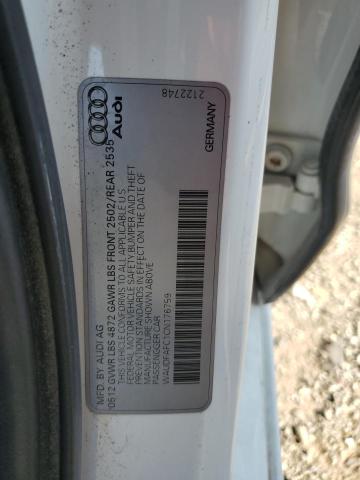 Audi
2122748
GERMANY
MFD. BY AUDI AG
0612 GVWR LBS 4872 GAWR LBS FRONT 2502/REAR 2535
THIS VEHICLE CONFORMS TO ALL APPLICABLE U.S.
FEDERAL MOTOR VEHICLE SAFETY BUMPER AND THEFT
PREVENTION STANDARDS IN EFFECT ON THE DATE OF
MANUFACTURE SHOWN ABOVE
PASSENGER CAR
WAUDFAFC1CN176759